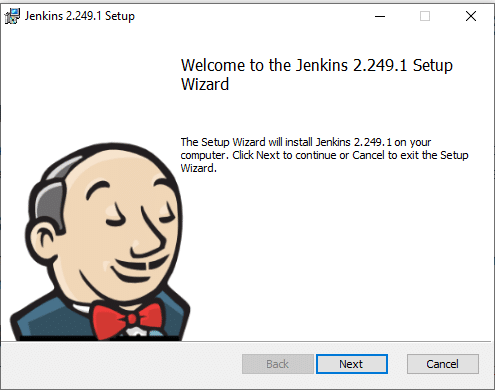 Jenkins 2.249.1 Setup
Welcome to the Jenkins 2.249.1 Setup
Wizard
The Setup Wizard will install Jenkins 2.249.1 on your
computer. Click Next to continue or Cancel to exit the Setup
Wizard.
Back
Next
Cancel